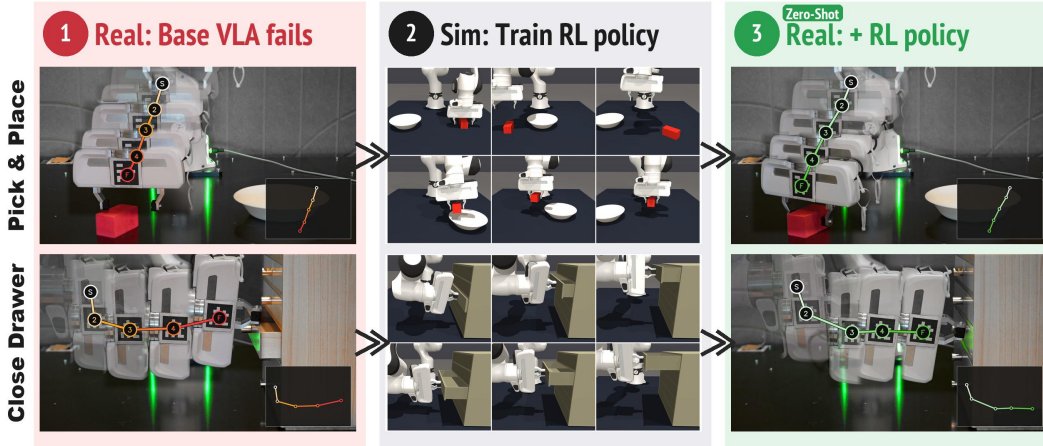 1 Real: Base VLA fails
2 Sim: Train RL policy
Zero-Shot
3 Real: + RL policy
Pick & Place
S
2
3
4
F
S
2
3
4
F
Close Drawer
S
2
3
4
F
S
2
3
4
F